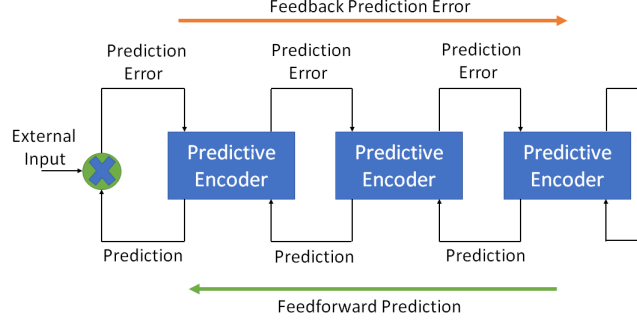 Feedback Prediction Error
Prediction
Error
Prediction
Error
Prediction
Error
External
Input
Predictive
Encoder
Predictive
Encoder
Predictive
Encoder
Prediction
Prediction
Prediction
Feedforward Prediction